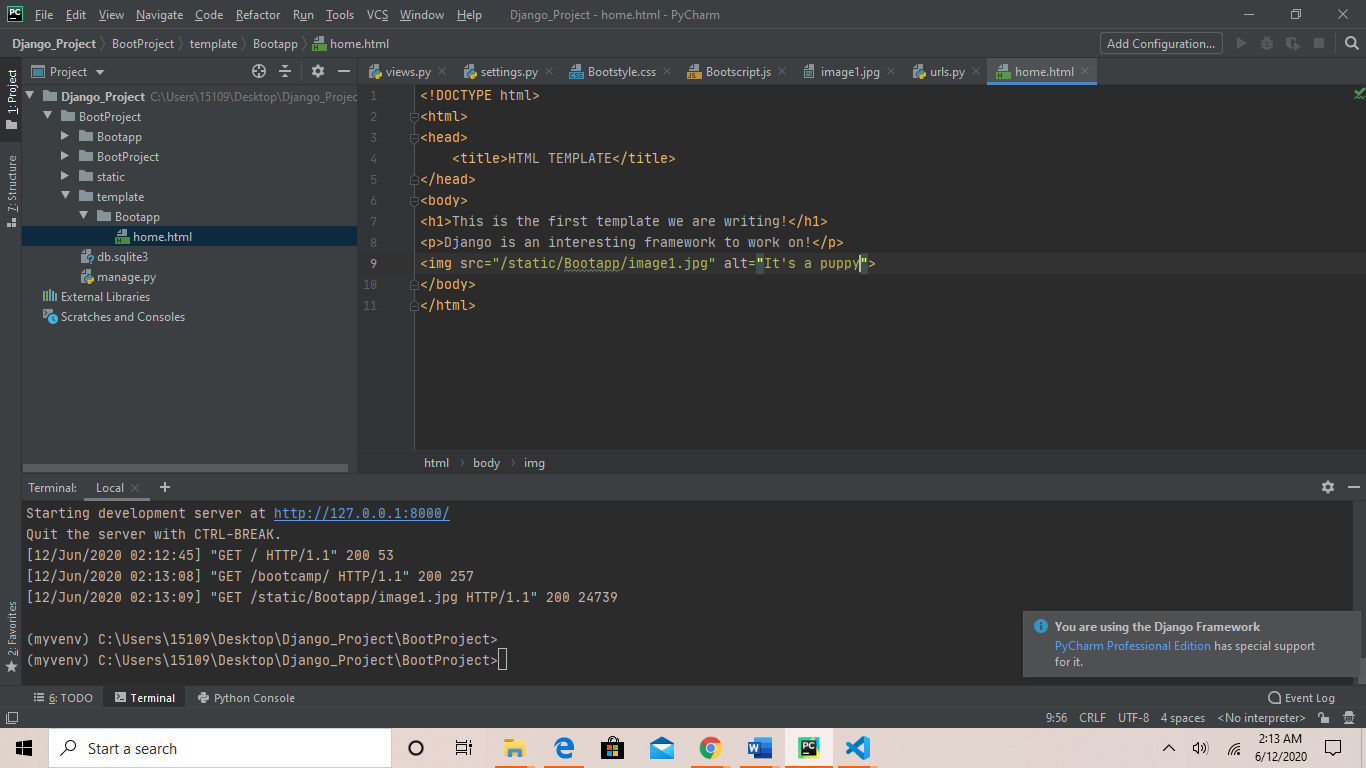 PC File Edit View Navigate Code Refactor Run Tools VCS Window Help Django_Project - home.html - PyCharm
Django_Project BootProject template Bootapp home.html Add Configuration...
Project views.py settings.py Bootstyle.css Bootscript.js image1.jpg urls.py home.html
1: Project
7: Structure
2: Favorites
Django_Project C:\Users\15109\Desktop\Django_Projec
BootProject
Bootapp
BootProject
static
template
Bootapp
home.html
db.sqlite3
manage.py
External Libraries
Scratches and Consoles
1 <!DOCTYPE html>
2 <html>
3 <head>
4 <title>HTML TEMPLATE</title>
5 </head>
6 <body>
7 <h1>This is the first template we are writing!</h1>
8 <p>Django is an interesting framework to work on!</p>
9 <img src="/static/Bootapp/image1.jpg" alt="It's a puppy">
10 </body>
11 </html>
html body img
Terminal: Local
Starting development server at http://127.0.0.1:8000/
Quit the server with CTRL-BREAK.
[12/Jun/2020 02:12:45] "GET / HTTP/1.1" 200 53
[12/Jun/2020 02:13:08] "GET /bootcamp/ HTTP/1.1" 200 257
[12/Jun/2020 02:13:09] "GET /static/Bootapp/image1.jpg HTTP/1.1" 200 24739
(myvenv) C:\Users\15109\Desktop\Django_Project\BootProject>
(myvenv) C:\Users\15109\Desktop\Django_Project\BootProject>
You are using the Django Framework
PyCharm Professional Edition has special support
for it.
6: TODO Terminal Python Console Event Log
9:56 CRLF UTF-8 4 spaces <No interpreter>
Start a search
2:13 AM
6/12/2020